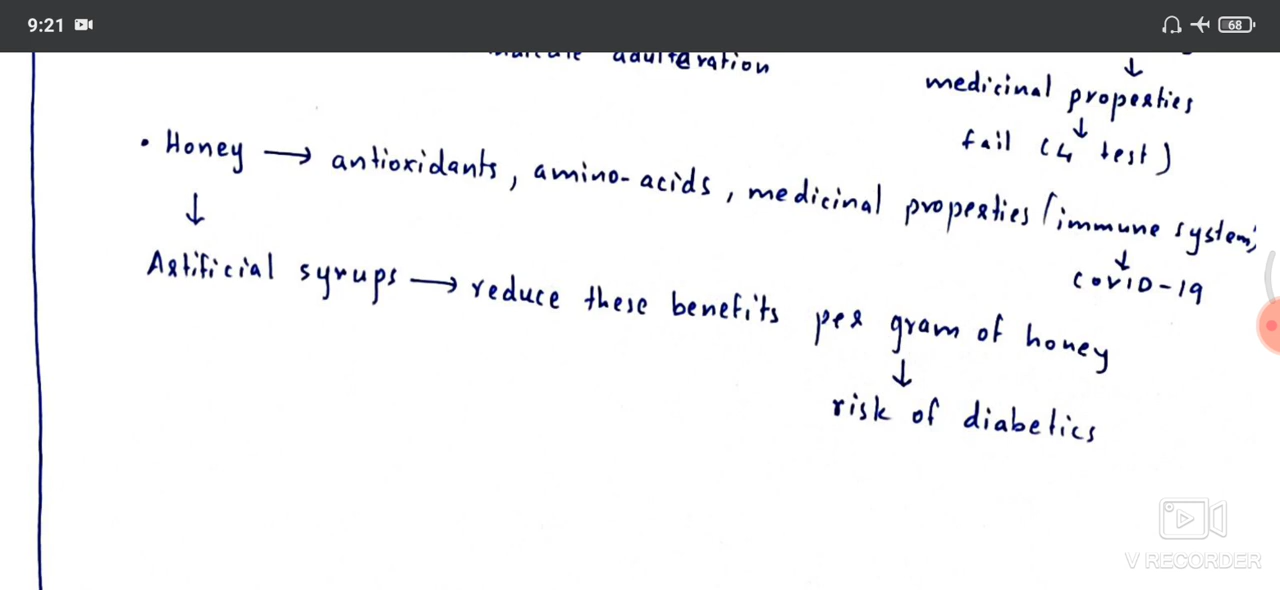 9:21
68
adulteration
↓
medicinal properties
↓
fail (4 test)
• Honey → antioxidants, amino-acids, medicinal properties (immune system;
↓
↓
COVID-19
Artificial syrups → reduce these benefits per gram of honey
↓
risk of diabetics
V RECORDER